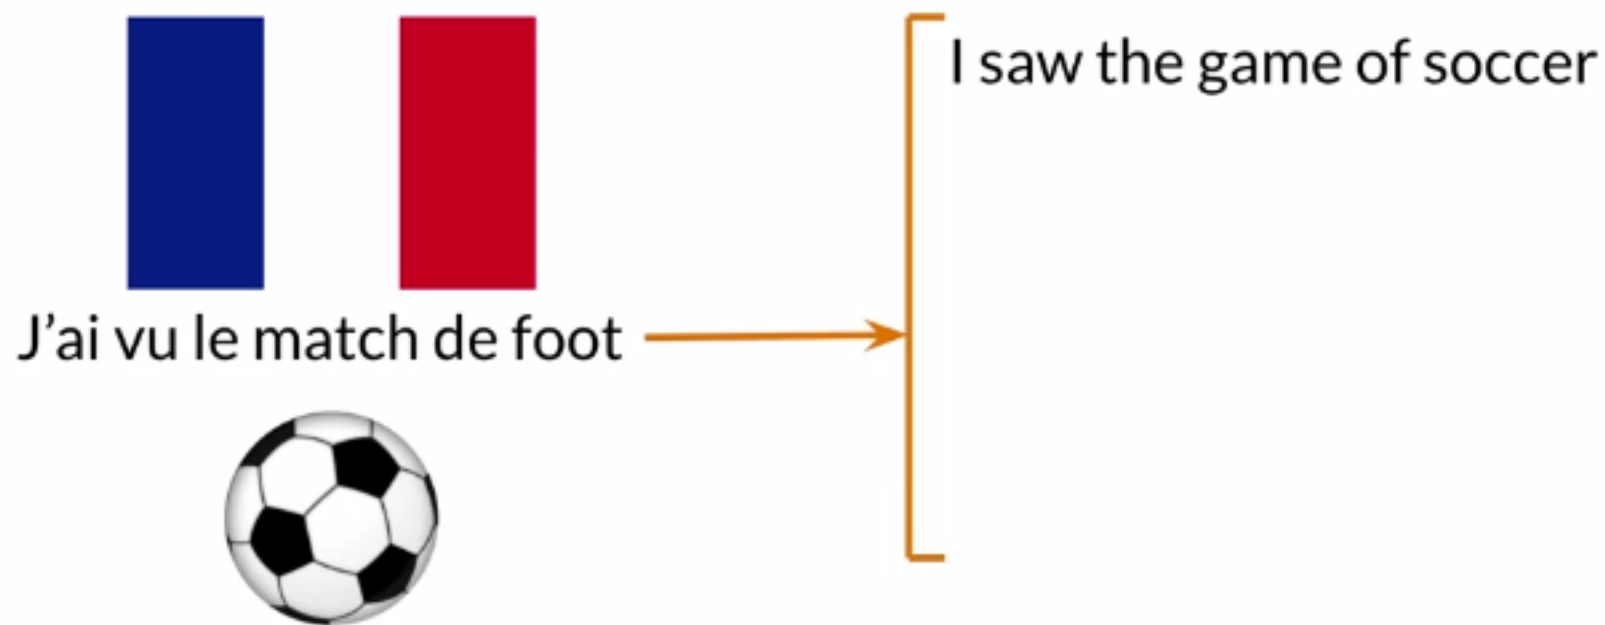 I saw the game of soccer
J’ai vu le match de foot